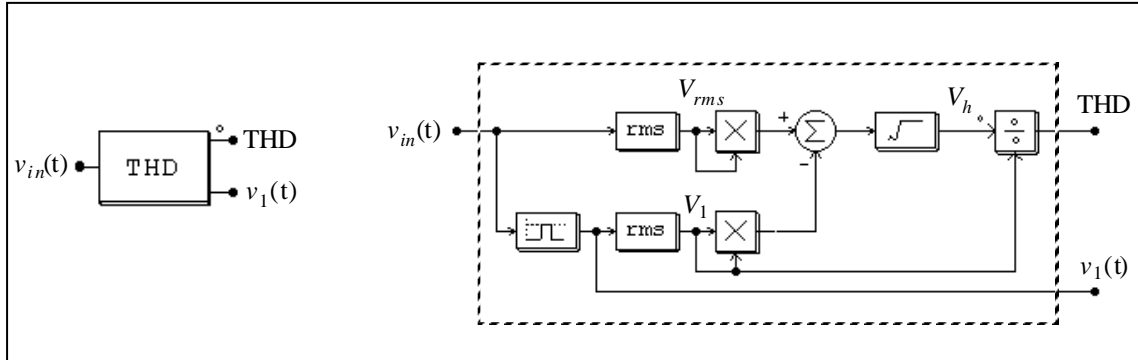 THD
v_in(t)
THD
v_1(t)
v_in(t)
rms
V_rms
+
Σ
-
√
V_h
÷
THD
rms
V_1
v_1(t)